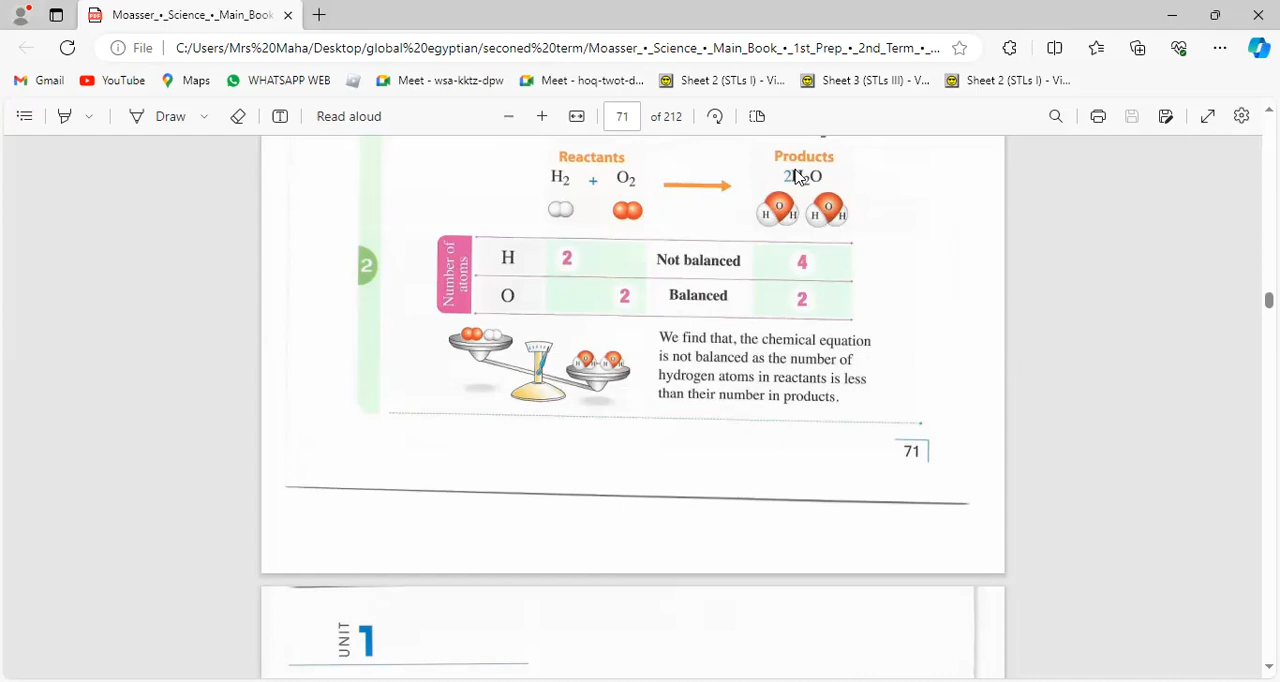 Moasser_•_Science_•_Main_Book
File
C:/Users/Mrs%20Maha/Desktop/global%20egyptian/seconed%20term/Moasser_•_Science_•_Main_Book_•_1st_Prep_•_2nd_Term_•_...
Gmail YouTube Maps WHATSAPP WEB Meet - wsa-kktz-dpw Meet - hoq-twot-d... Sheet 2 (STLs I) - Vi... Sheet 3 (STLs III) - V... Sheet 2 (STLs I) - Vi...
Draw Read aloud 71 of 212
Reactants Products
H₂ + O₂ 2H₂O
H O H H O H
2
Number of atoms
H 2 Not balanced 4
O 2 Balanced 2
We find that, the chemical equation
is not balanced as the number of
hydrogen atoms in reactants is less
than their number in products.
71
UNIT 1